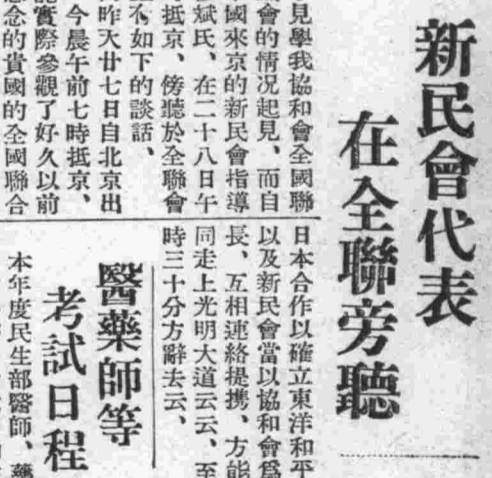 新民會代表
在全聯旁聽
見學我協和會全國聯
會的情况起見、而自
國來京的新民會指導
斌氏、在二十八日午
抵京、傍聽於全聯會
不如下的談話、
昨天廿七日自北京出
今晨午前七時抵京、
實際參觀了好久以前
念的貴國的全國聯合
日本合作以確立東洋和平
以及新民會當以協和會爲
長、互相連絡提携、方能
同走上光明大道云云、至
時三十分方辭去云、
醫藥師等
考試日程
本年度民生部醫師、藥